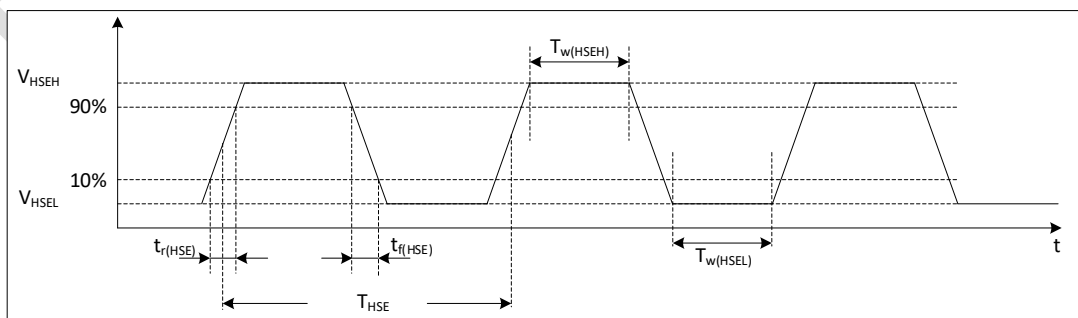 T_w(HSEH)
V_HSEH
90%
10%
V_HSEL
t_r(HSE)
t_f(HSE)
T_w(HSEL)
t
T_HSE